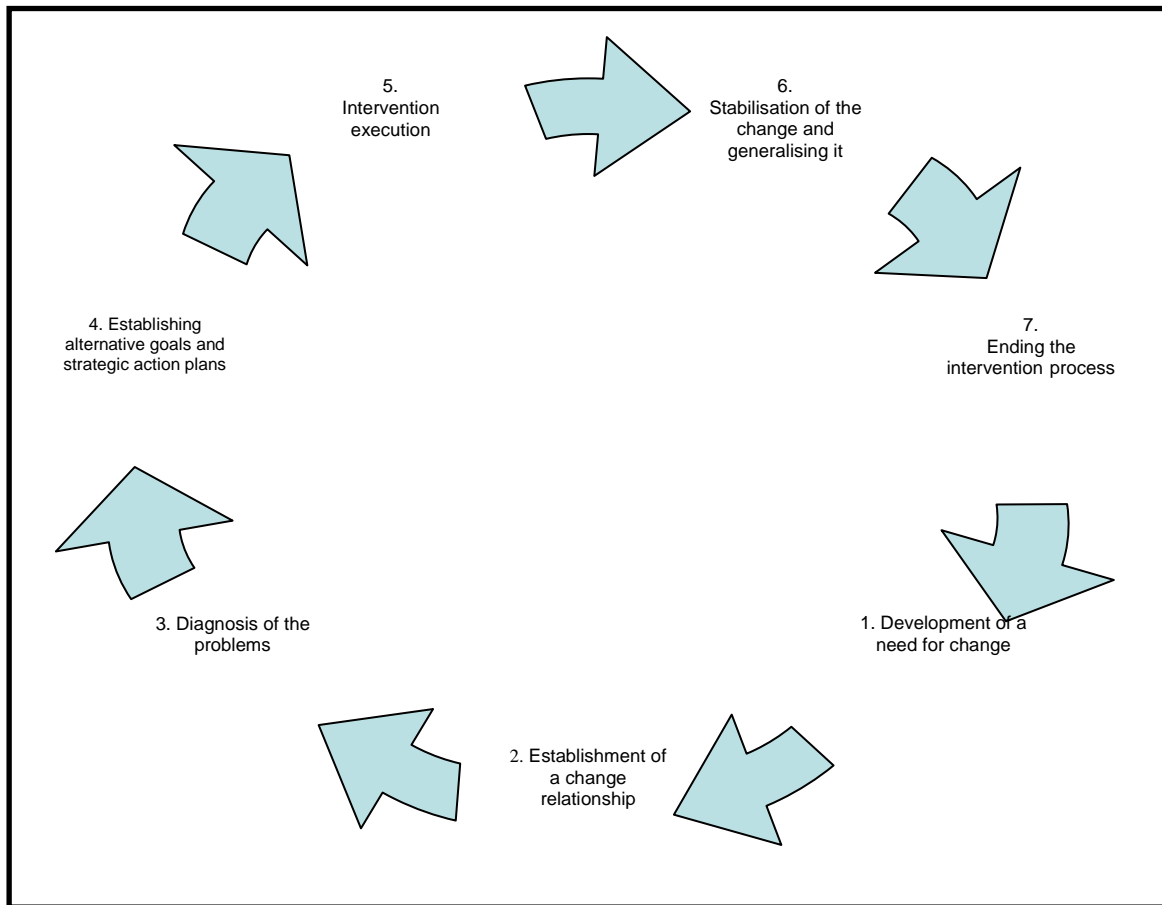 5.
Intervention
execution
6.
Stabilisation of the
change and
generalising it
4. Establishing
alternative goals and
strategic action plans
7.
Ending the
intervention process
3. Diagnosis of the
problems
1. Development of a
need for change
2. Establishment of
a change
relationship